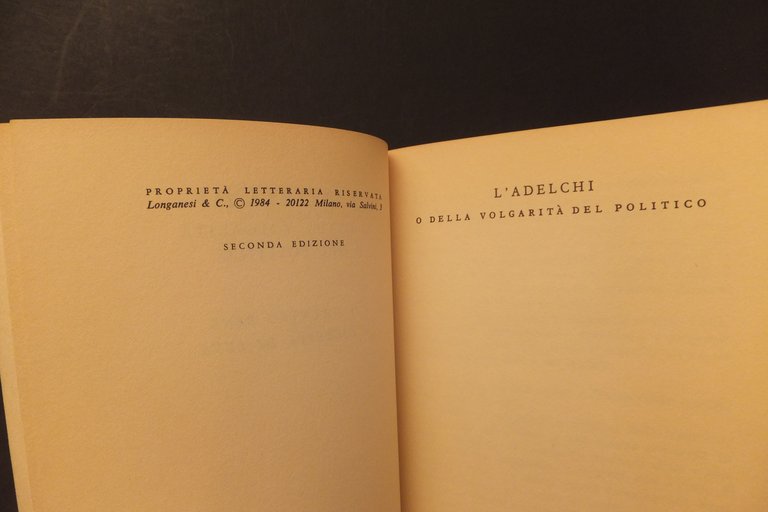 PROPRIETÀ LETTERARIA RISERVATA
Longanesi & C., © 1984 - 20122 Milano, via Salvini, 3
SECONDA EDIZIONE
L'ADELCHI
O DELLA VOLGARITÀ DEL POLITICO